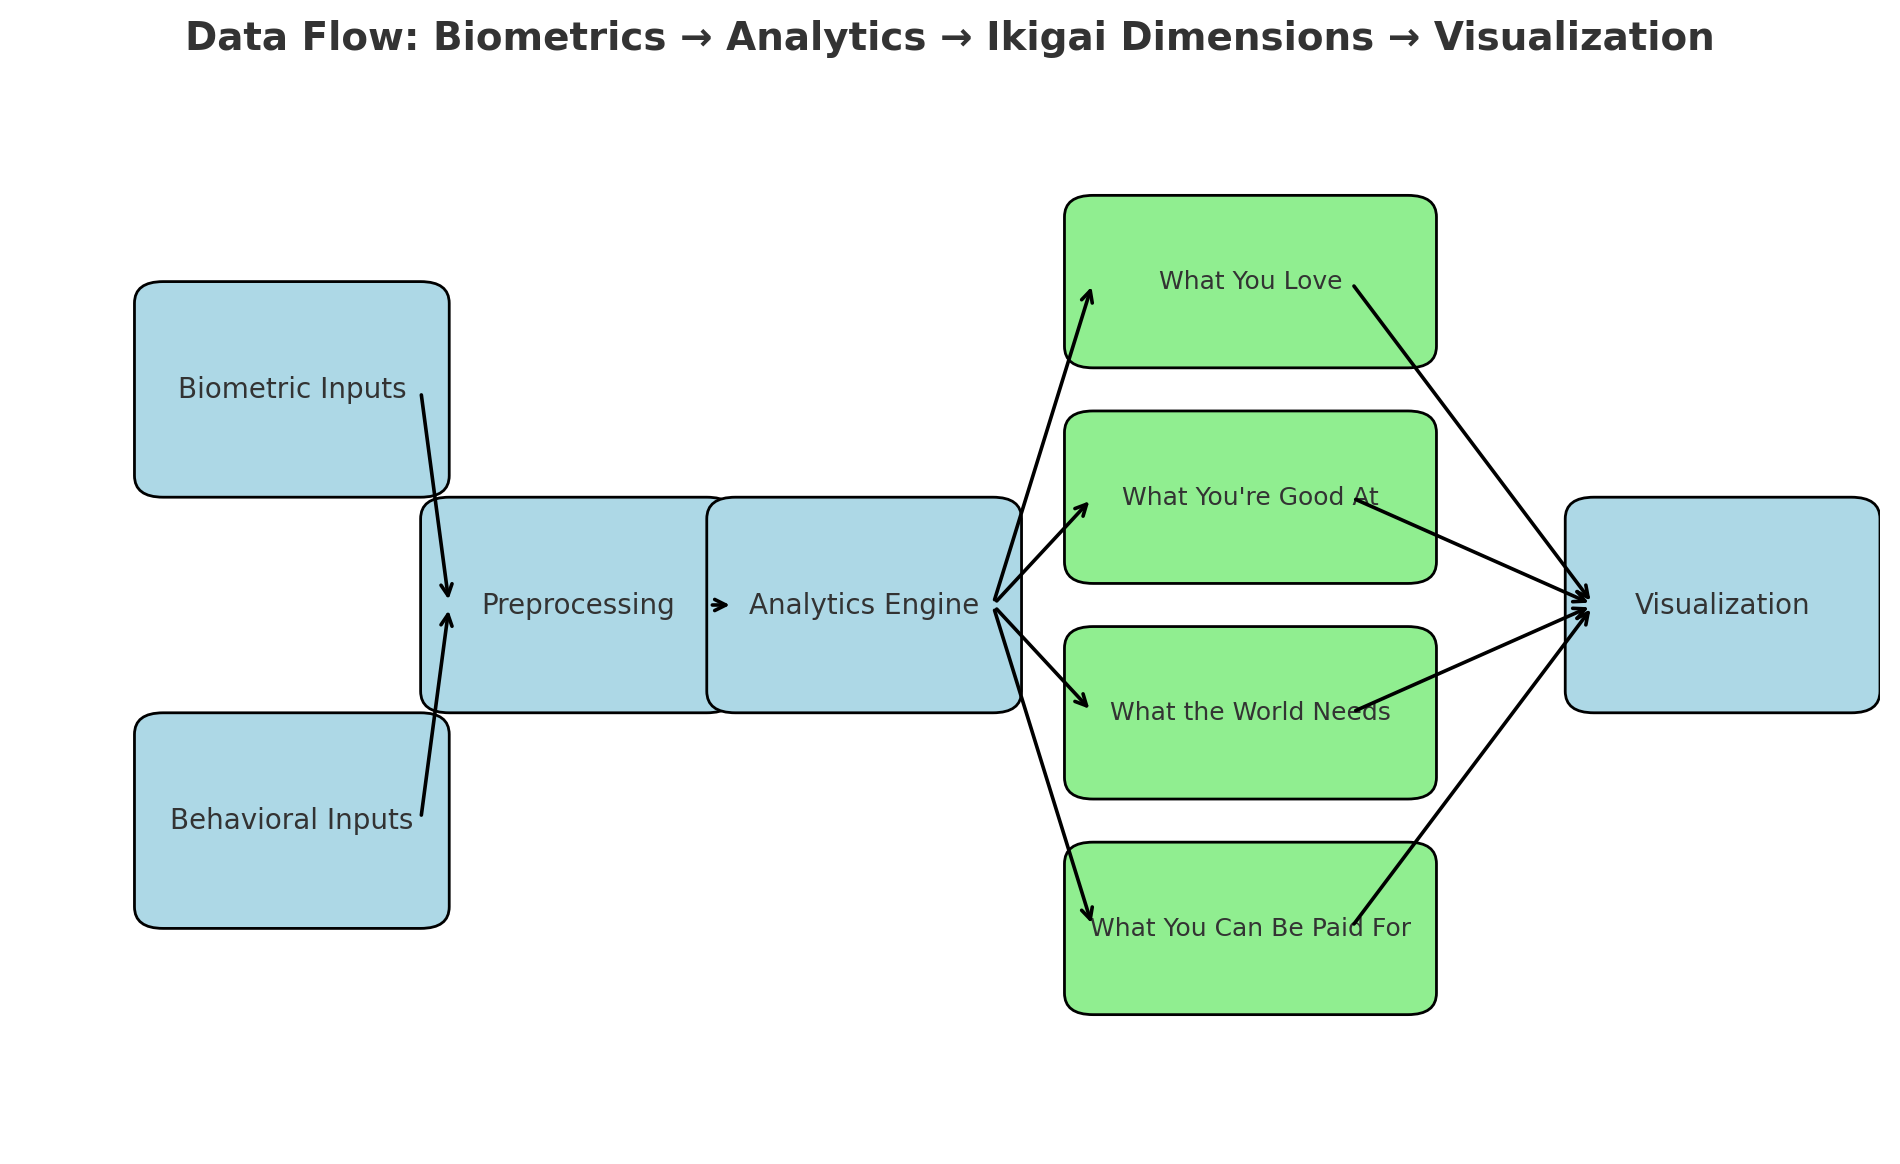 Data Flow: Biometrics → Analytics → Ikigai Dimensions → Visualization
Biometric Inputs
Behavioral Inputs
Preprocessing
Analytics Engine
What You Love
What You're Good At
What the World Needs
What You Can Be Paid For
Visualization